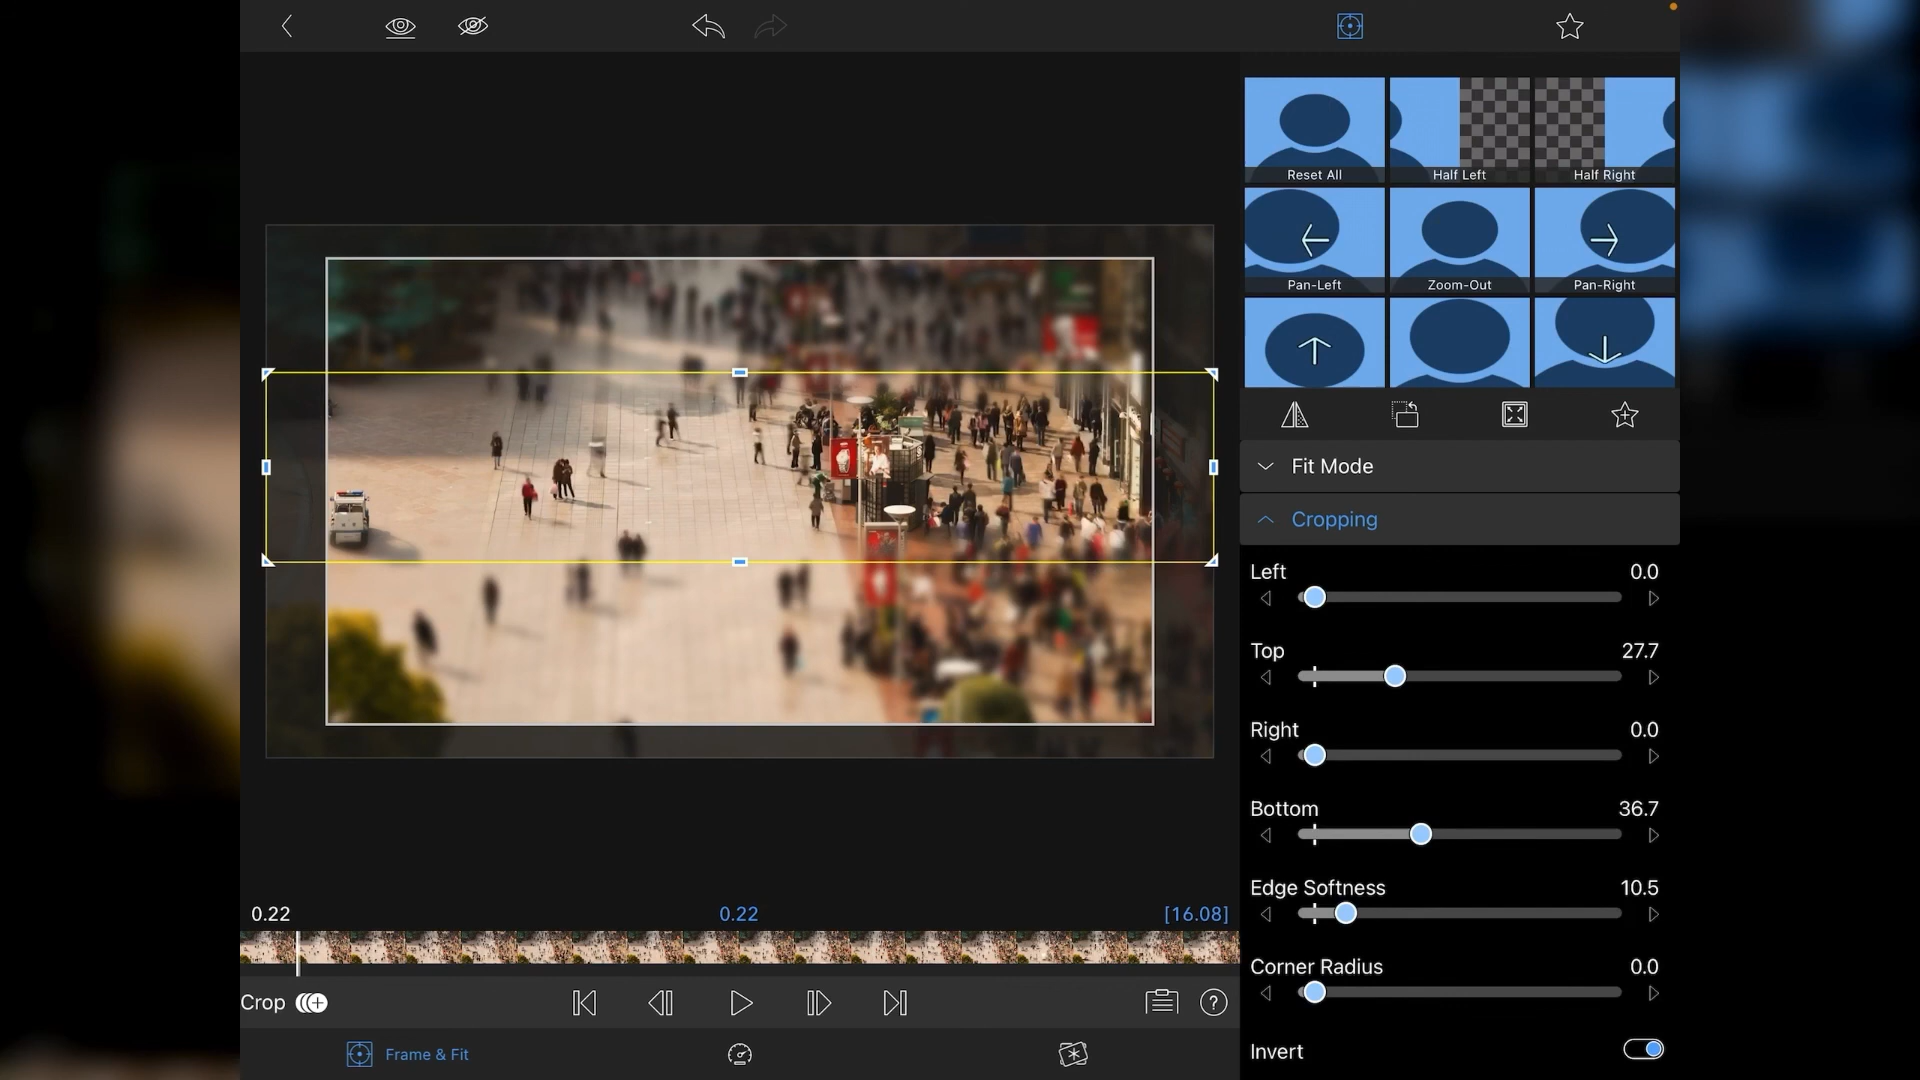 Reset All
Half Left
Half Right
Pan-Left
Zoom-Out
Pan-Right
Fit Mode
Cropping
Left 0.0
Top 27.7
Right 0.0
Bottom 36.7
Edge Softness 10.5
Corner Radius 0.0
Invert
0.22 0.22 [16.08]
Crop
?
Frame & Fit